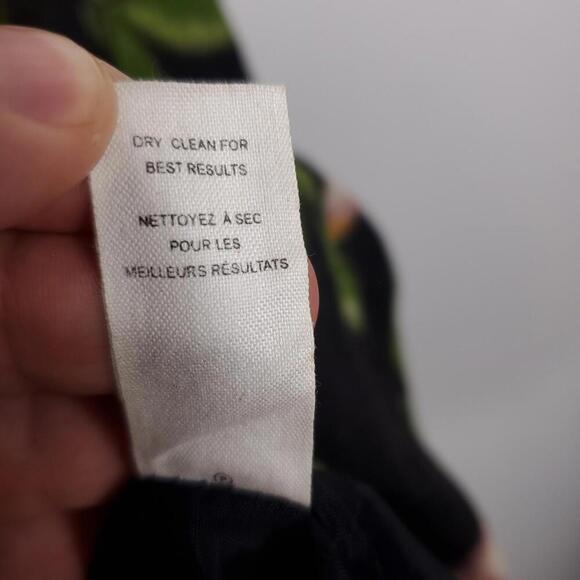 DRY CLEAN FOR
BEST RESULTS
NETTOYEZ À SEC
POUR LES
MEILLEURS RÉSULTATS